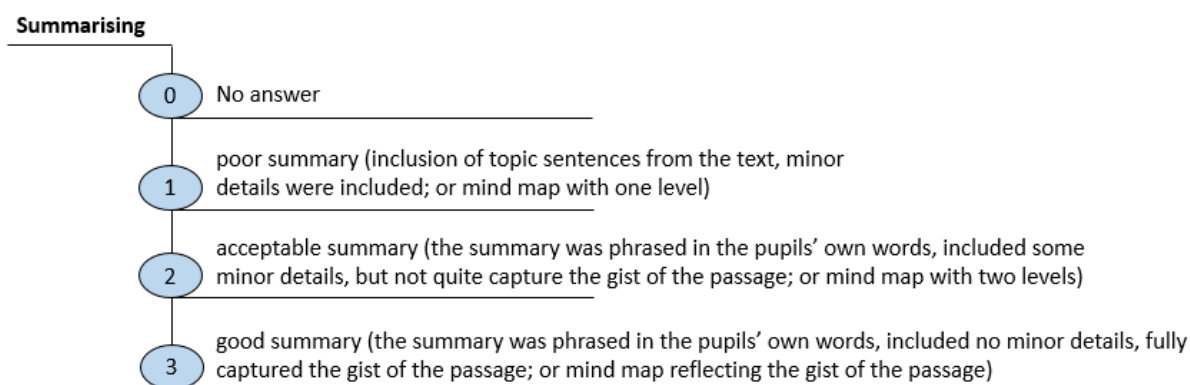 Summarising
0 No answer
poor summary (inclusion of topic sentences from the text, minor
1 details were included; or mind map with one level)
acceptable summary (the summary was phrased in the pupils’ own words, included some
2 minor details, but not quite capture the gist of the passage; or mind map with two levels)
good summary (the summary was phrased in the pupils’ own words, included no minor details, fully
3 captured the gist of the passage; or mind map reflecting the gist of the passage)